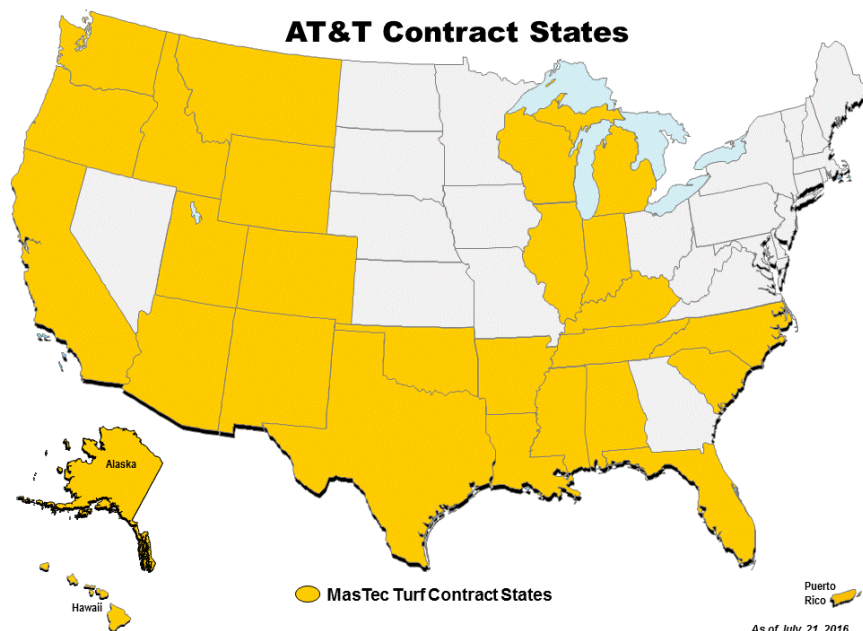 AT&T Contract States
Alaska
Hawaii
MasTec Turf Contract States
Puerto
Rico
As of July 21, 2016